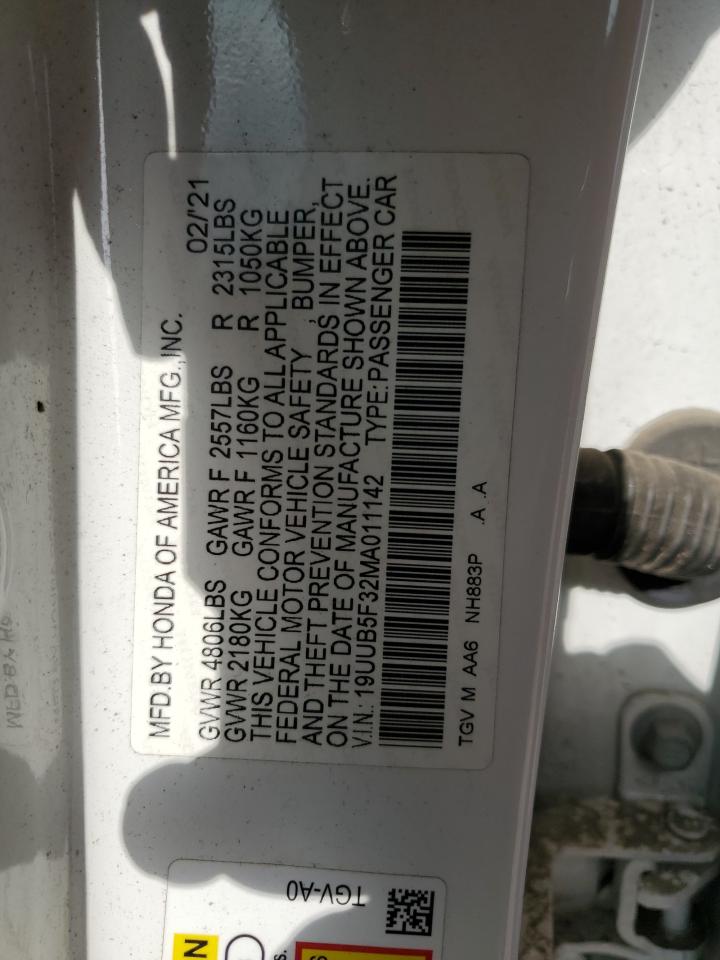 MFD.BY HONDA OF AMERICA MFG.,INC. 02/'21
GVWR 4806LBS GAWR F 2557LBS R 2315LBS
GVWR 2180KG GAWR F 1160KG R 1050KG
THIS VEHICLE CONFORMS TO ALL APPLICABLE
FEDERAL MOTOR VEHICLE SAFETY , BUMPER,
AND THEFT PREVENTION STANDARDS IN EFFECT
ON THE DATE OF MANUFACTURE SHOWN ABOVE.
V.I.N.: 19UUB5F32MA011142 TYPE:PASSENGER CAR
TGV M AA6 NH883P .A .A
TGV-A0
N
s.